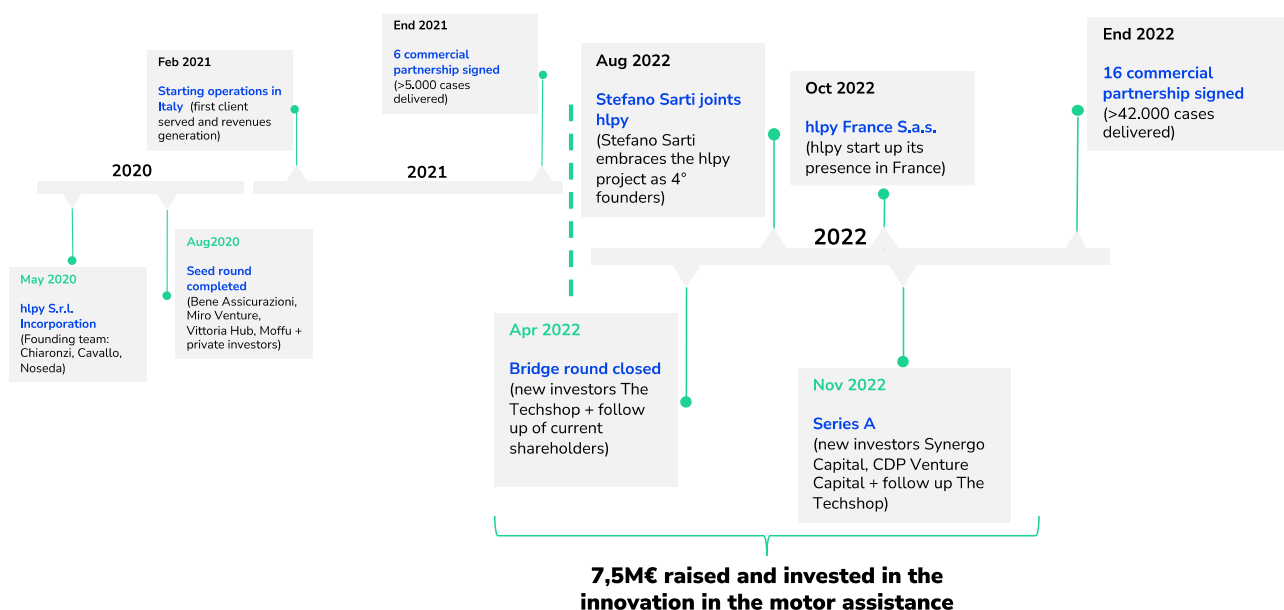 2020
May 2020
hlpy S.r.l.
Incorporation
(Founding team:
Chiaronzi, Cavallo,
Noseda)
Aug2020
Seed round
completed
(Bene Assicurazioni,
Miro Venture,
Vittoria Hub, Moffu +
private investors)
2021
Feb 2021
Starting operations in
Italy (first client
served and revenues
generation)
End 2021
6 commercial
partnership signed
(>5.000 cases
delivered)
2022
Apr 2022
Bridge round closed
(new investors The
Techshop + follow
up of current
shareholders)
Aug 2022
Stefano Sarti joints
hlpy
(Stefano Sarti
embraces the hlpy
project as 4°
founders)
Oct 2022
hlpy France S.a.s.
(hlpy start up its
presence in France)
Nov 2022
Series A
(new investors Synergo
Capital, CDP Venture
Capital + follow up The
Techshop)
End 2022
16 commercial
partnership signed
(>42.000 cases
delivered)
7,5M€ raised and invested in the
innovation in the motor assistance